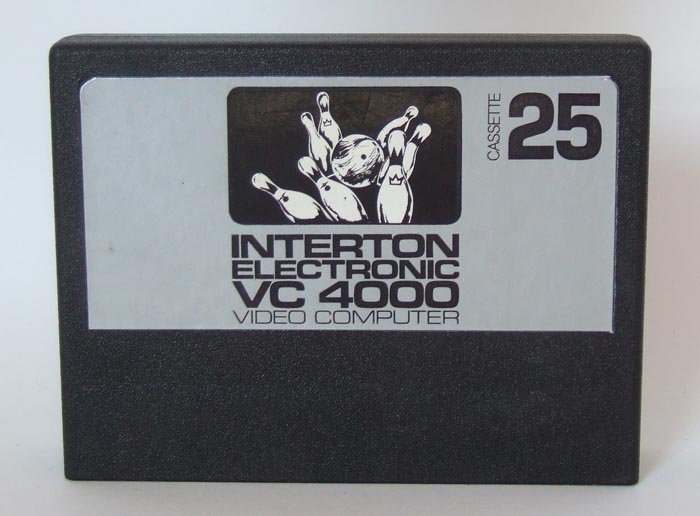 CASSETTE 25
INTERTON
ELECTRONIC
VC 4000
VIDEO COMPUTER